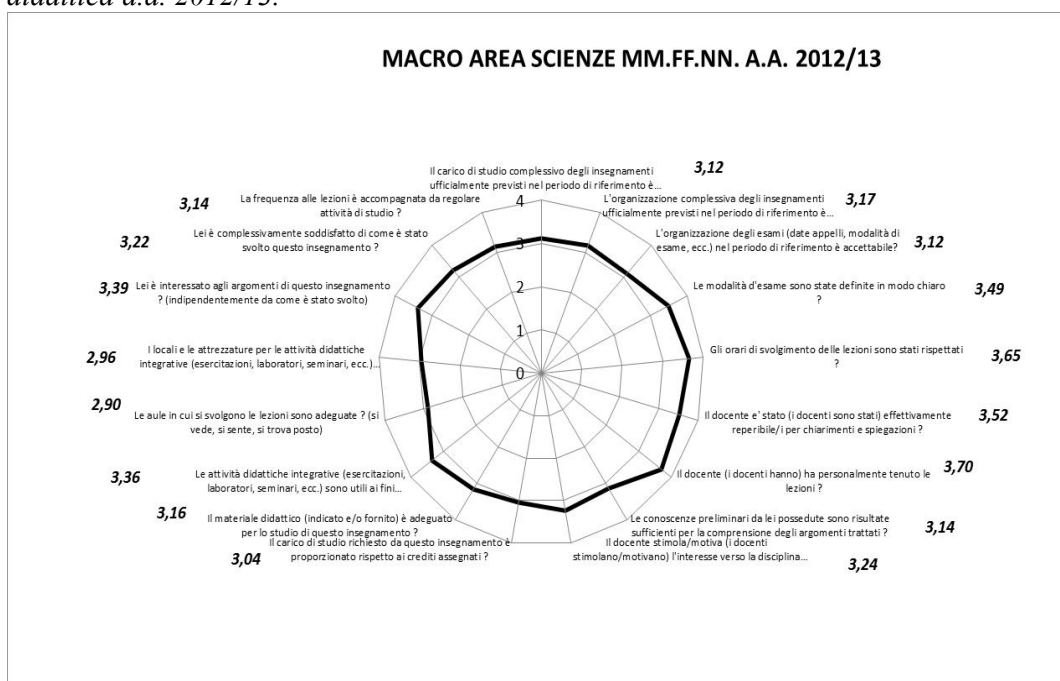 didattica a.a. 2012/13.
MACRO AREA SCIENZE MM.FF.NN. A.A. 2012/13
Il carico di studio complessivo degli insegnamenti
ufficialmente previsti nel periodo di riferimento è...
3,12
L'organizzazione complessiva degli insegnamenti
ufficialmente previsti nel periodo di riferimento è...
3,17
L'organizzazione degli esami (date appelli, modalità di
esame, ecc.) nel periodo di riferimento è accettabile?
3,12
Le modalità d'esame sono state definite in modo chiaro
?
3,49
Gli orari di svolgimento delle lezioni sono stati rispettati
?
3,65
Il docente e' stato (i docenti sono stati) effettivamente
reperibile/i per chiarimenti e spiegazioni ?
3,52
Il docente (i docenti hanno) ha personalmente tenuto le
lezioni ?
3,70
Le conoscenze preliminari da lei possedute sono risultate
sufficienti per la comprensione degli argomenti trattati ?
3,14
Il docente stimola/motiva (i docenti
stimolano/motivano) l'interesse verso la disciplina...
3,24
Il carico di studio richiesto da questo insegnamento è
proporzionato rispetto ai crediti assegnati ?
3,04
Il materiale didattico (indicato e/o fornito) è adeguato
per lo studio di questo insegnamento ?
3,16
Le attività didattiche integrative (esercitazioni,
laboratori, seminari, ecc.) sono utili ai fini...
3,36
Le aule in cui si svolgono le lezioni sono adeguate ? (si
vede, si sente, si trova posto)
2,90
I locali e le attrezzature per le attività didattiche
integrative (esercitazioni, laboratori, seminari, ecc.)...
2,96
Lei è interessato agli argomenti di questo insegnamento
? (indipendentemente da come è stato svolto)
3,39
Lei è complessivamente soddisfatto di come è stato
svolto questo insegnamento ?
3,22
La frequenza alle lezioni è accompagnata da regolare
attività di studio ?
3,14
4
3
2
1
0